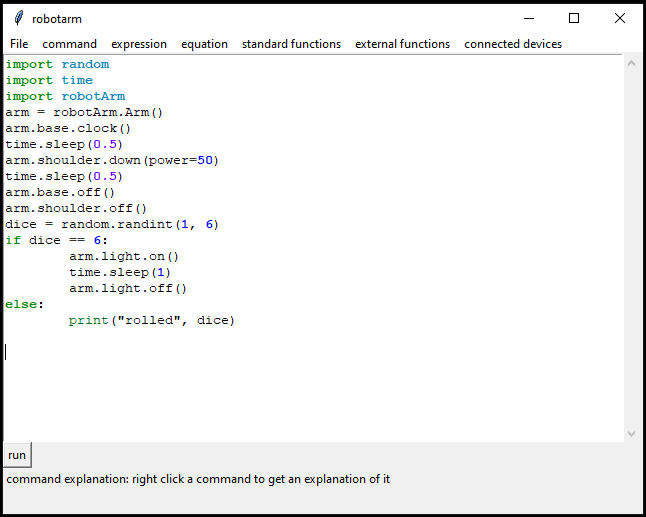 robotarm
File command expression equation standard functions external functions connected devices
import random
import time
import robotArm
arm = robotArm.Arm()
arm.base.clock()
time.sleep(0.5)
arm.shoulder.down(power=50)
time.sleep(0.5)
arm.base.off()
arm.shoulder.off()
dice = random.randint(1, 6)
if dice == 6:
        arm.light.on()
        time.sleep(1)
        arm.light.off()
else:
        print("rolled", dice)
run
command explanation: right click a command to get an explanation of it